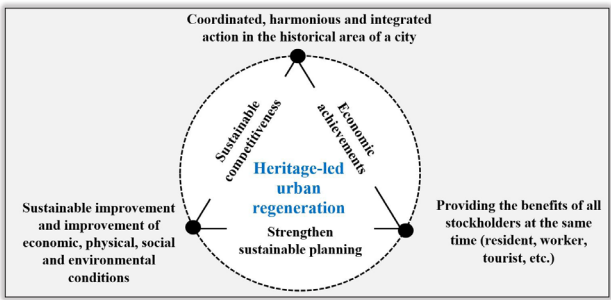 Coordinated, harmonious and integrated
action in the historical area of a city
Sustainable
competitiveness
Economic
achievements
Heritage-led
urban
regeneration
Strengthen
sustainable planning
Sustainable improvement
and improvement of
economic, physical, social
and environmental
conditions
Providing the benefits of all
stockholders at the same
time (resident, worker,
tourist, etc.)